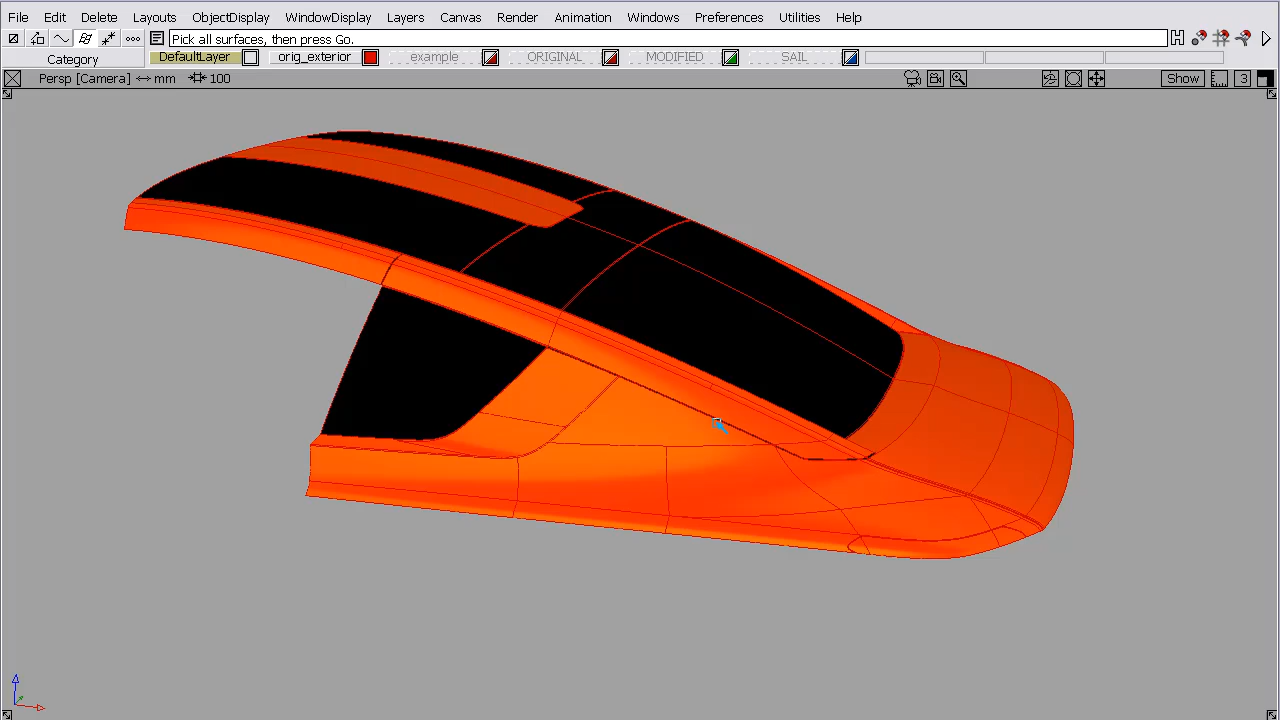 File Edit Delete Layouts ObjectDisplay WindowDisplay Layers Canvas Render Animation Windows Preferences Utilities Help
Pick all surfaces, then press Go.
Category DefaultLayer orig_exterior example ORIGINAL MODIFIED SAIL
Persp [Camera] mm 100 Show 3